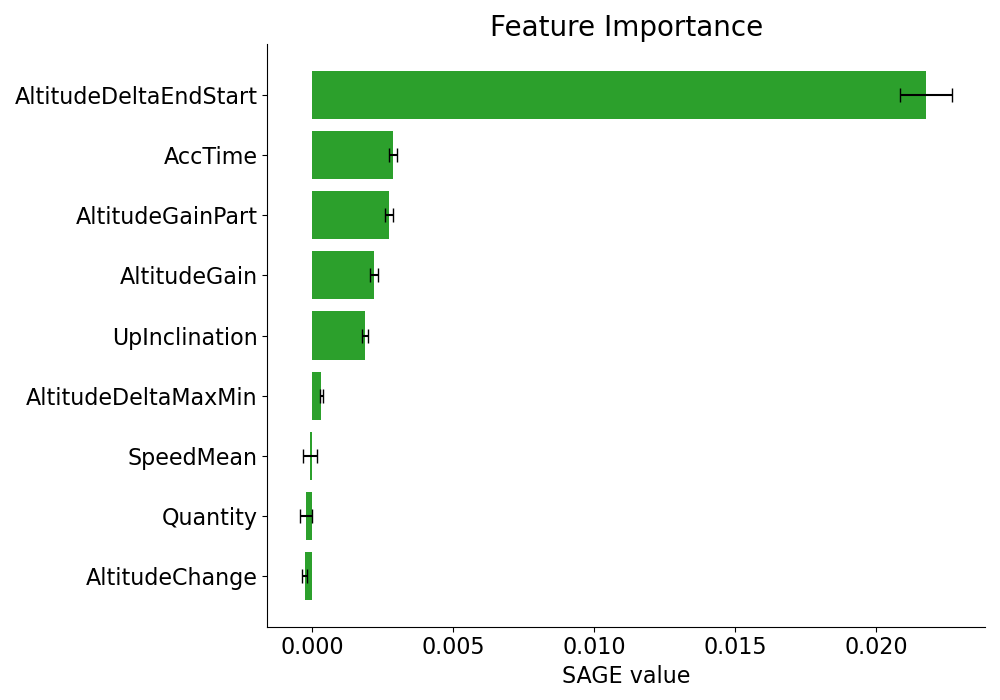 Feature Importance
AltitudeDeltaEndStart
AccTime
AltitudeGainPart
AltitudeGain
UpInclination
AltitudeDeltaMaxMin
SpeedMean
Quantity
AltitudeChange
0.000 0.005 0.010 0.015 0.020
SAGE value